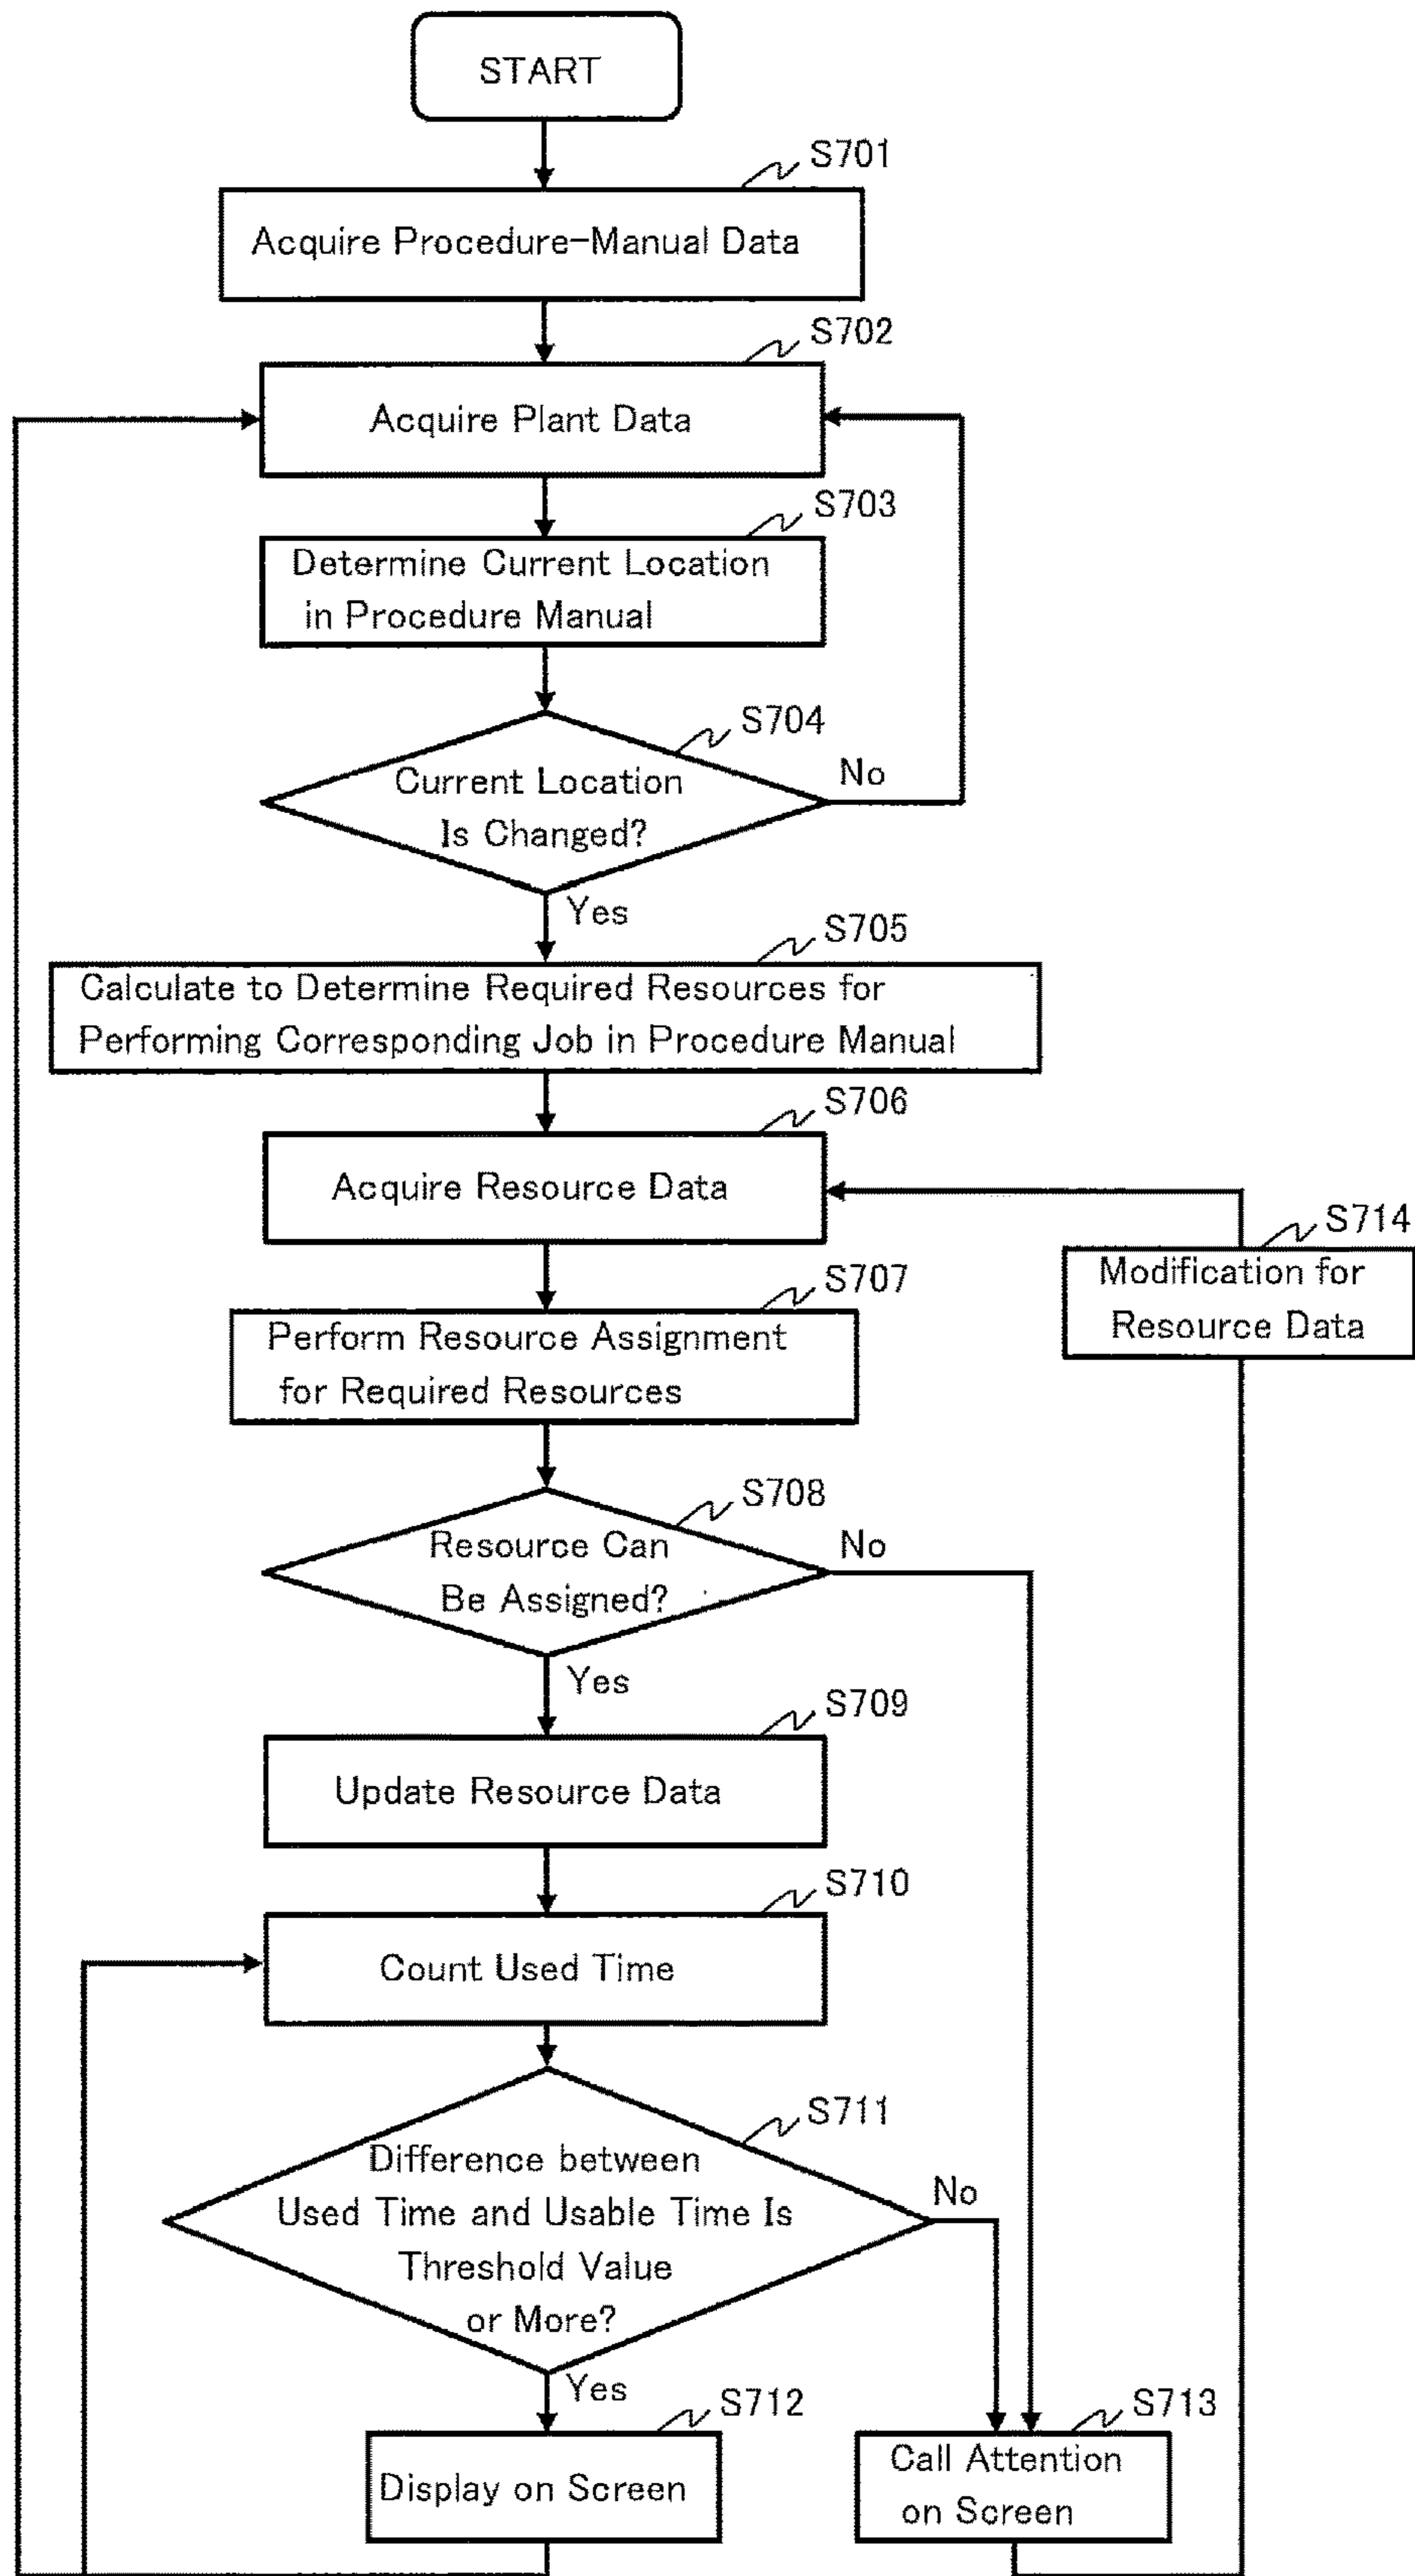 START
S701
Acquire Procedure-Manual Data
S702
Acquire Plant Data
S703
Determine Current Location
in Procedure Manual
S704
Current Location
Is Changed?
No
Yes
S705
Calculate to Determine Required Resources for
Performing Corresponding Job in Procedure Manual
S706
Acquire Resource Data
S714
Modification for
Resource Data
S707
Perform Resource Assignment
for Required Resources
S708
Resource Can
Be Assigned?
No
Yes
S709
Update Resource Data
S710
Count Used Time
S711
Difference between
Used Time and Usable Time Is
Threshold Value
or More?
No
Yes
S712
Display on Screen
S713
Call Attention
on Screen